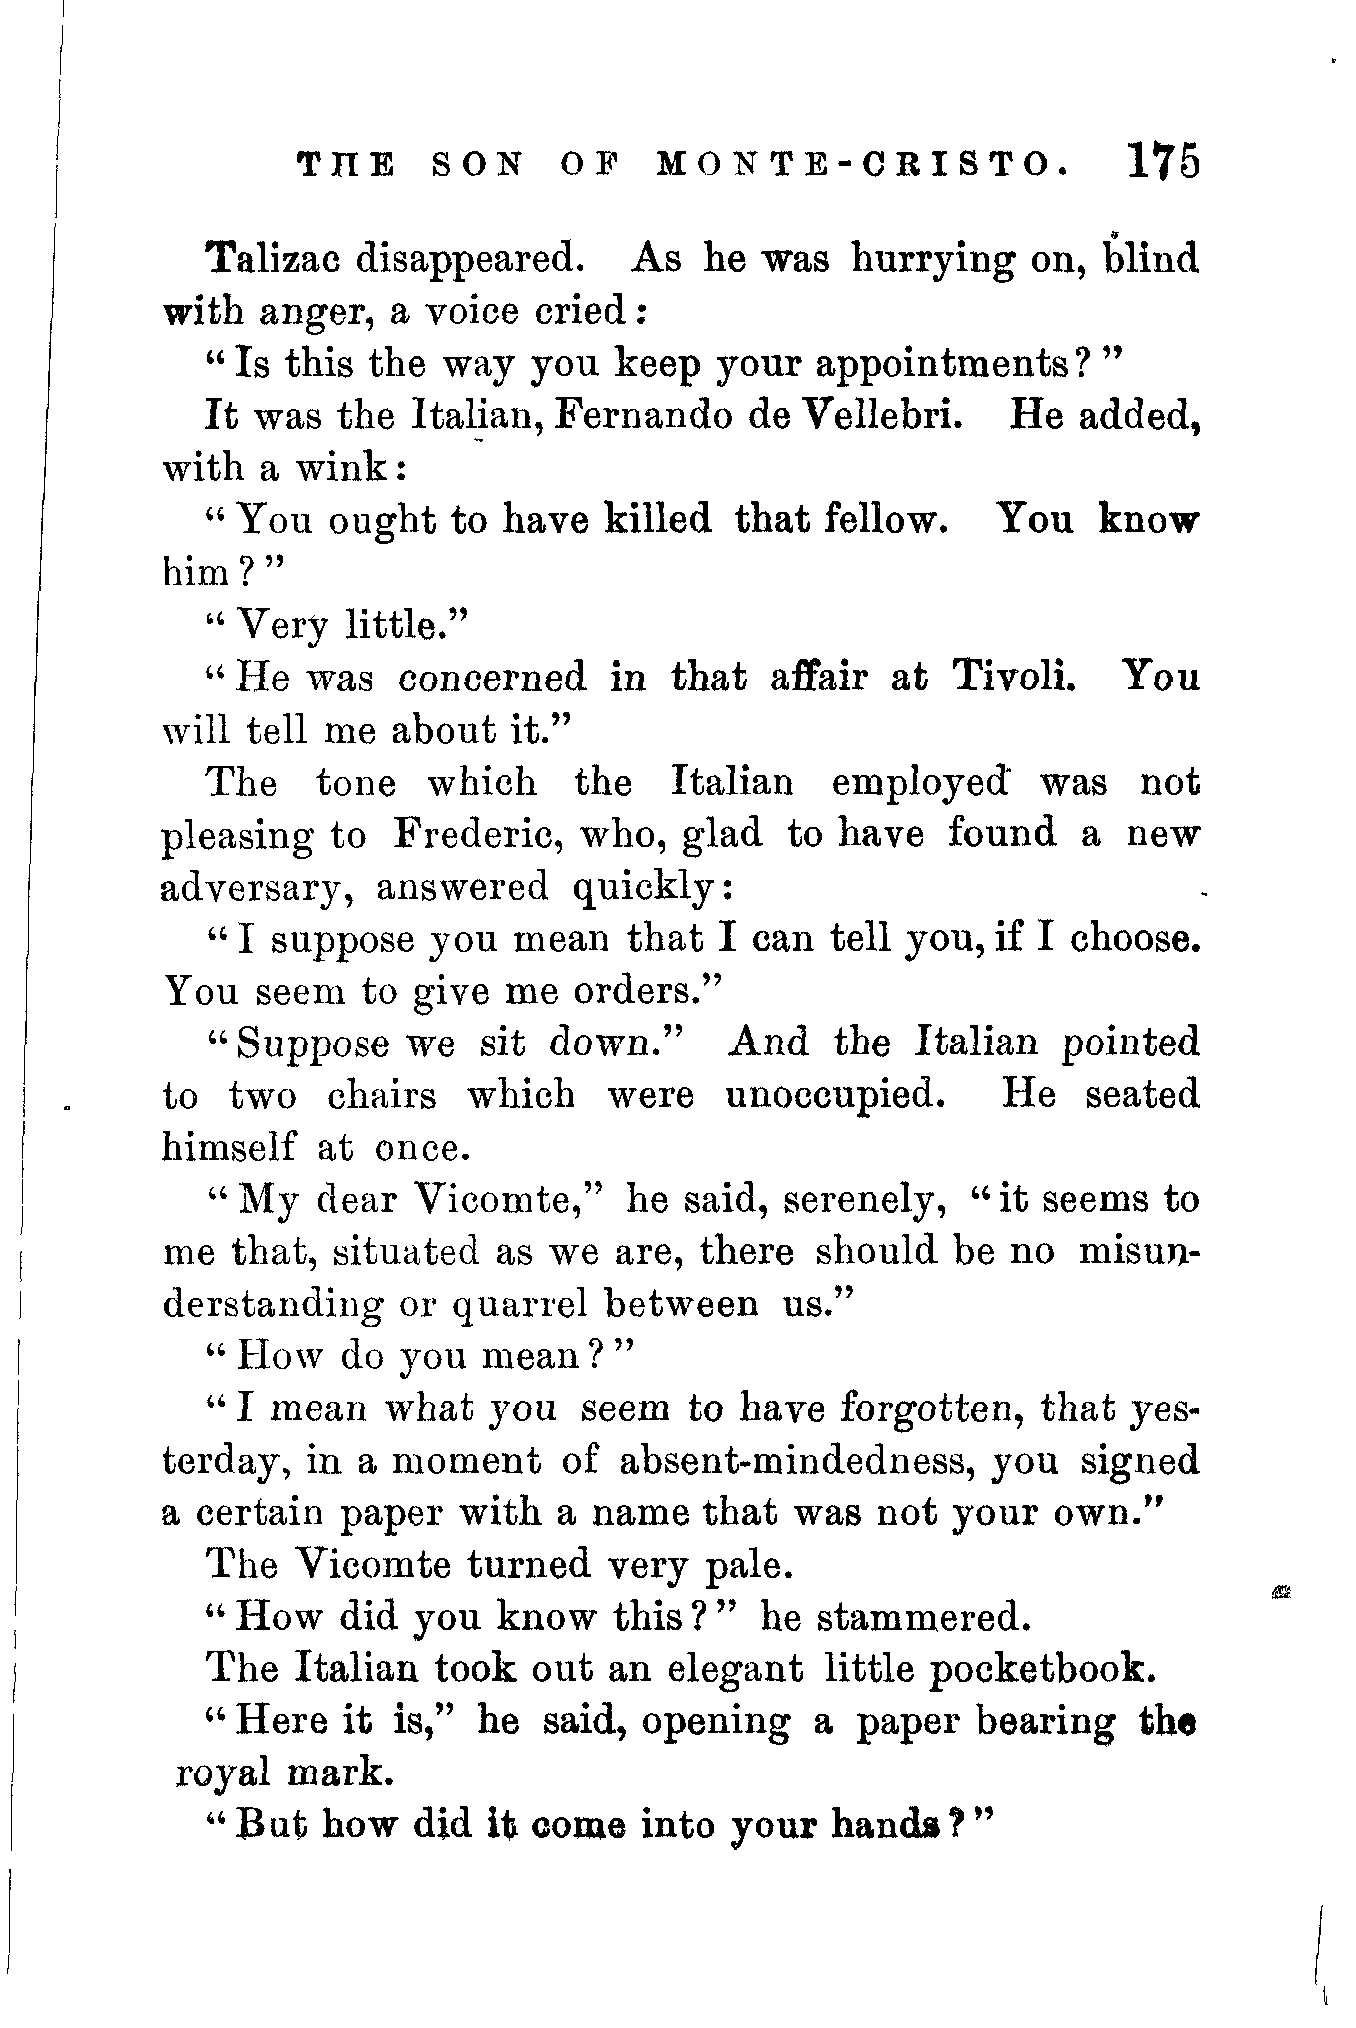 THE SON OF MONTE-CRISTO. 175
Talizac disappeared. As he was hurrying on, blind
with anger, a voice cried:
"Is this the way you keep your appointments?"
It was the Italian, Fernando de Vellebri. He added,
with a wink:
"You ought to have killed that fellow. You know
him?"
"Very little."
"He was concerned in that affair at Tivoli. You
will tell me about it."
The tone which the Italian employed was not
pleasing to Frederic, who, glad to have found a new
adversary, answered quickly:
"I suppose you mean that I can tell you, if I choose.
You seem to give me orders."
"Suppose we sit down." And the Italian pointed
to two chairs which were unoccupied. He seated
himself at once.
"My dear Vicomte," he said, serenely, "it seems to
me that, situated as we are, there should be no misun-
derstanding or quarrel between us."
"How do you mean?"
"I mean what you seem to have forgotten, that yes-
terday, in a moment of absent-mindedness, you signed
a certain paper with a name that was not your own."
The Vicomte turned very pale.
"How did you know this?" he stammered.
The Italian took out an elegant little pocketbook.
"Here it is," he said, opening a paper bearing the
royal mark.
"But how did it come into your hands?"